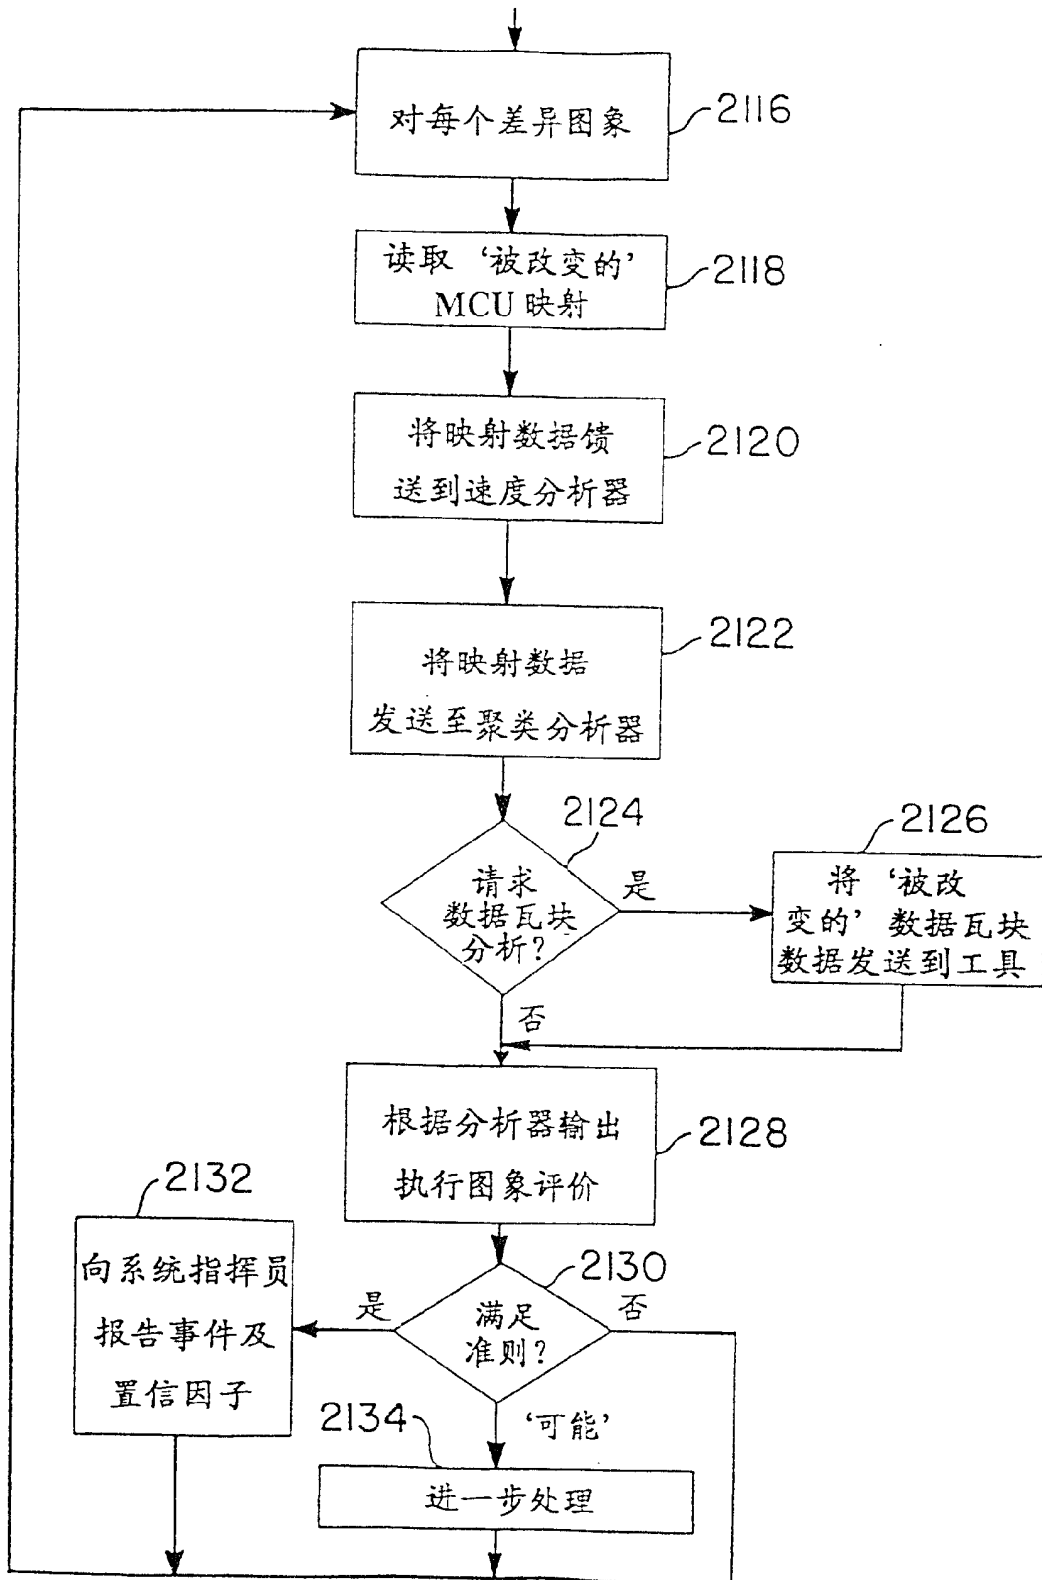 对每个差异图象
2116
读取‘被改变的’
MCU 映射
2118
将映射数据馈
送到速度分析器
2120
将映射数据
发送至聚类分析器
2122
2124
请求
数据瓦块
分析?
是
2126
将‘被改
变的’数据瓦块
数据发送到工具
否
根据分析器输出
执行图象评价
2128
2132
向系统指挥员
报告事件及
置信因子
是
2130
满足
准则?
否
2134
‘可能’
进一步处理